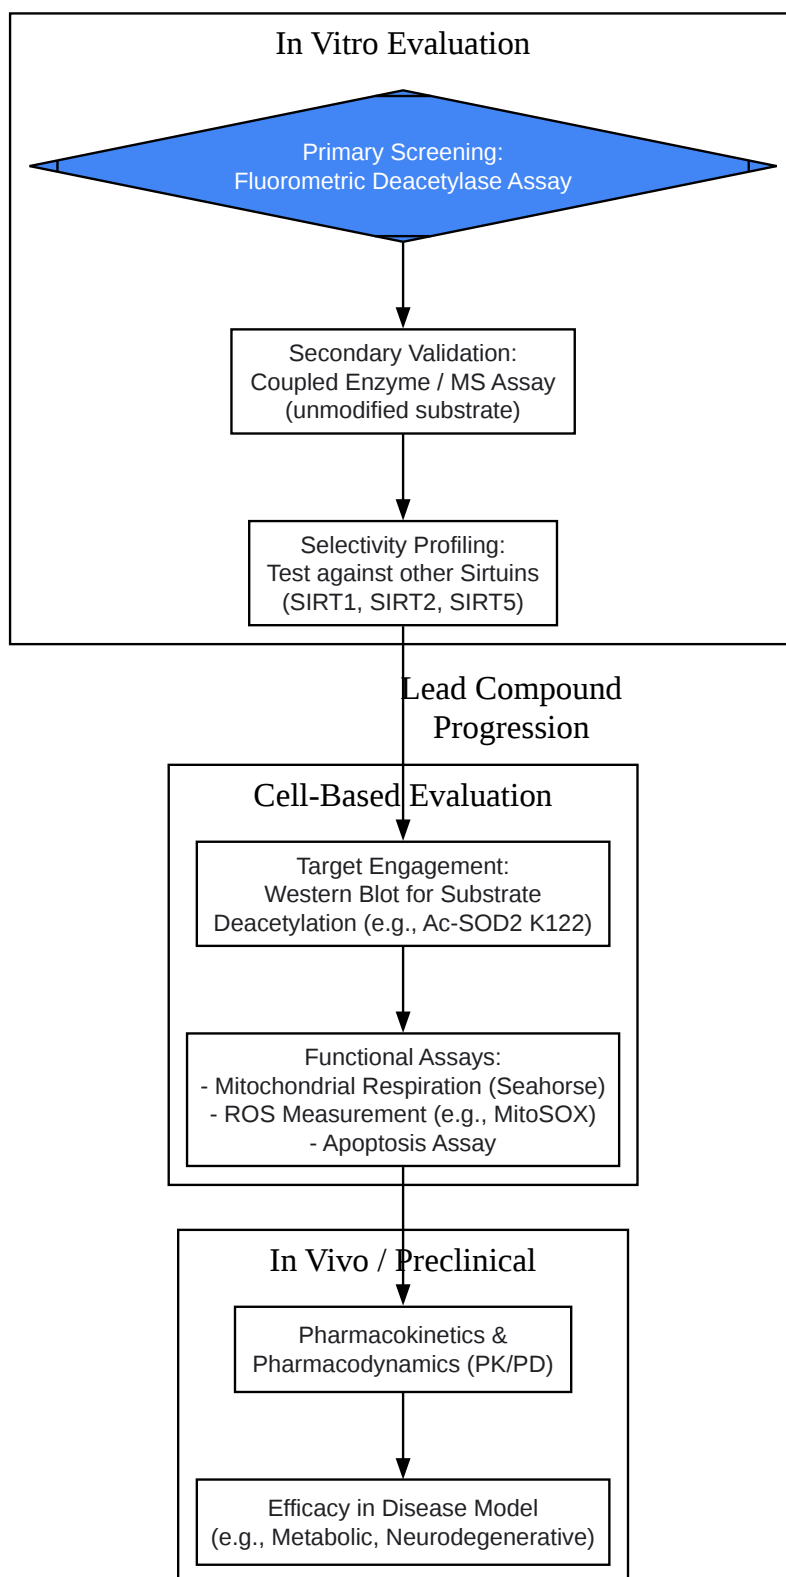 In Vitro Evaluation
Primary Screening:
Fluorometric Deacetylase Assay
Secondary Validation:
Coupled Enzyme / MS Assay
(unmodified substrate)
Selectivity Profiling:
Test against other Sirtuins
(SIRT1, SIRT2, SIRT5)
Lead Compound
Progression
Cell-Based Evaluation
Target Engagement:
Western Blot for Substrate
Deacetylation (e.g., Ac-SOD2 K122)
Functional Assays:
- Mitochondrial Respiration (Seahorse)
- ROS Measurement (e.g., MitoSOX)
- Apoptosis Assay
In Vivo / Preclinical
Pharmacokinetics &
Pharmacodynamics (PK/PD)
Efficacy in Disease Model
(e.g., Metabolic, Neurodegenerative)